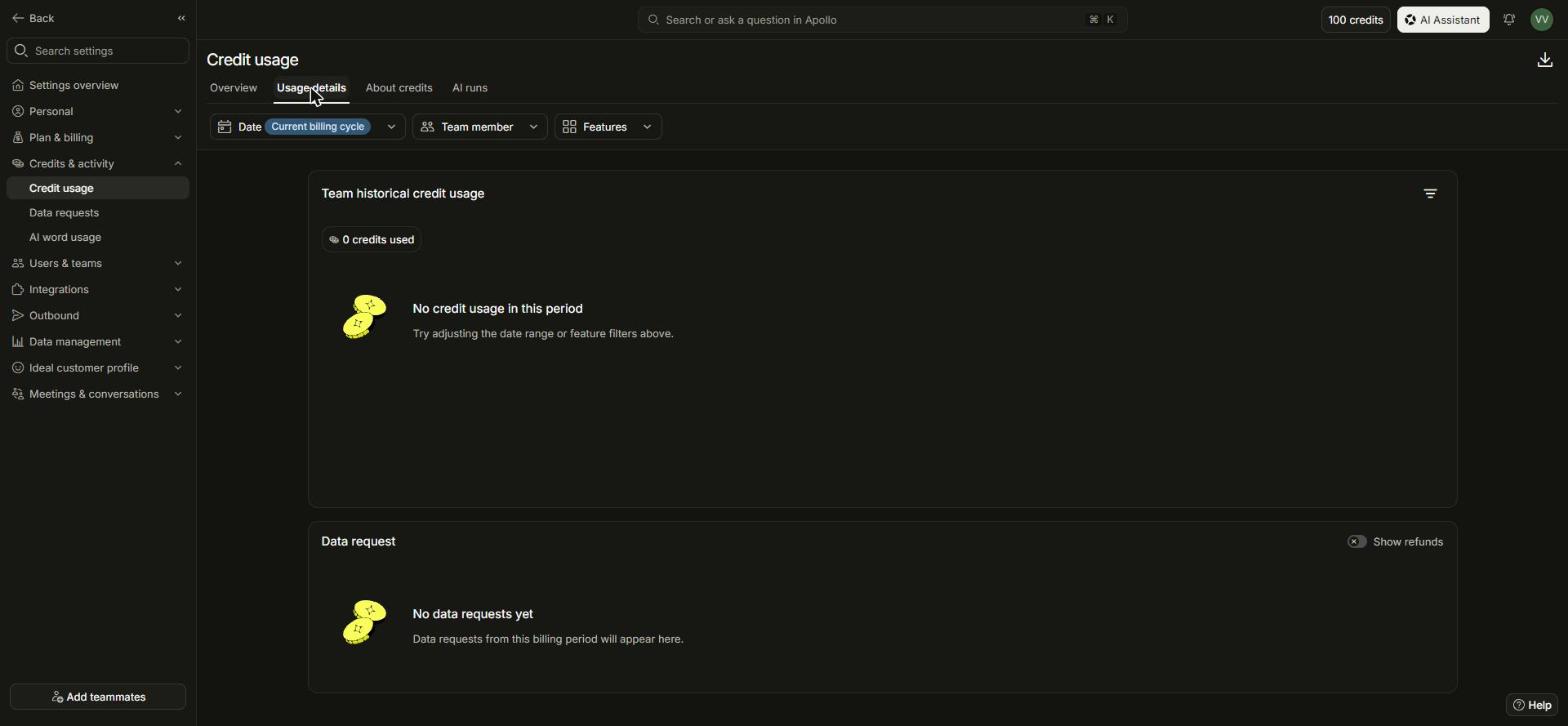 Back
Search or ask a question in Apollo
⌘ K
100 credits
AI Assistant
VV
Search settings
Settings overview
Personal
Plan & billing
Credits & activity
Credit usage
Data requests
AI word usage
Users & teams
Integrations
Outbound
Data management
Ideal customer profile
Meetings & conversations
Add teammates
Credit usage
Overview
Usage details
About credits
AI runs
Date Current billing cycle
Team member
Features
Team historical credit usage
0 credits used
No credit usage in this period
Try adjusting the date range or feature filters above.
Data request
Show refunds
No data requests yet
Data requests from this billing period will appear here.
Help